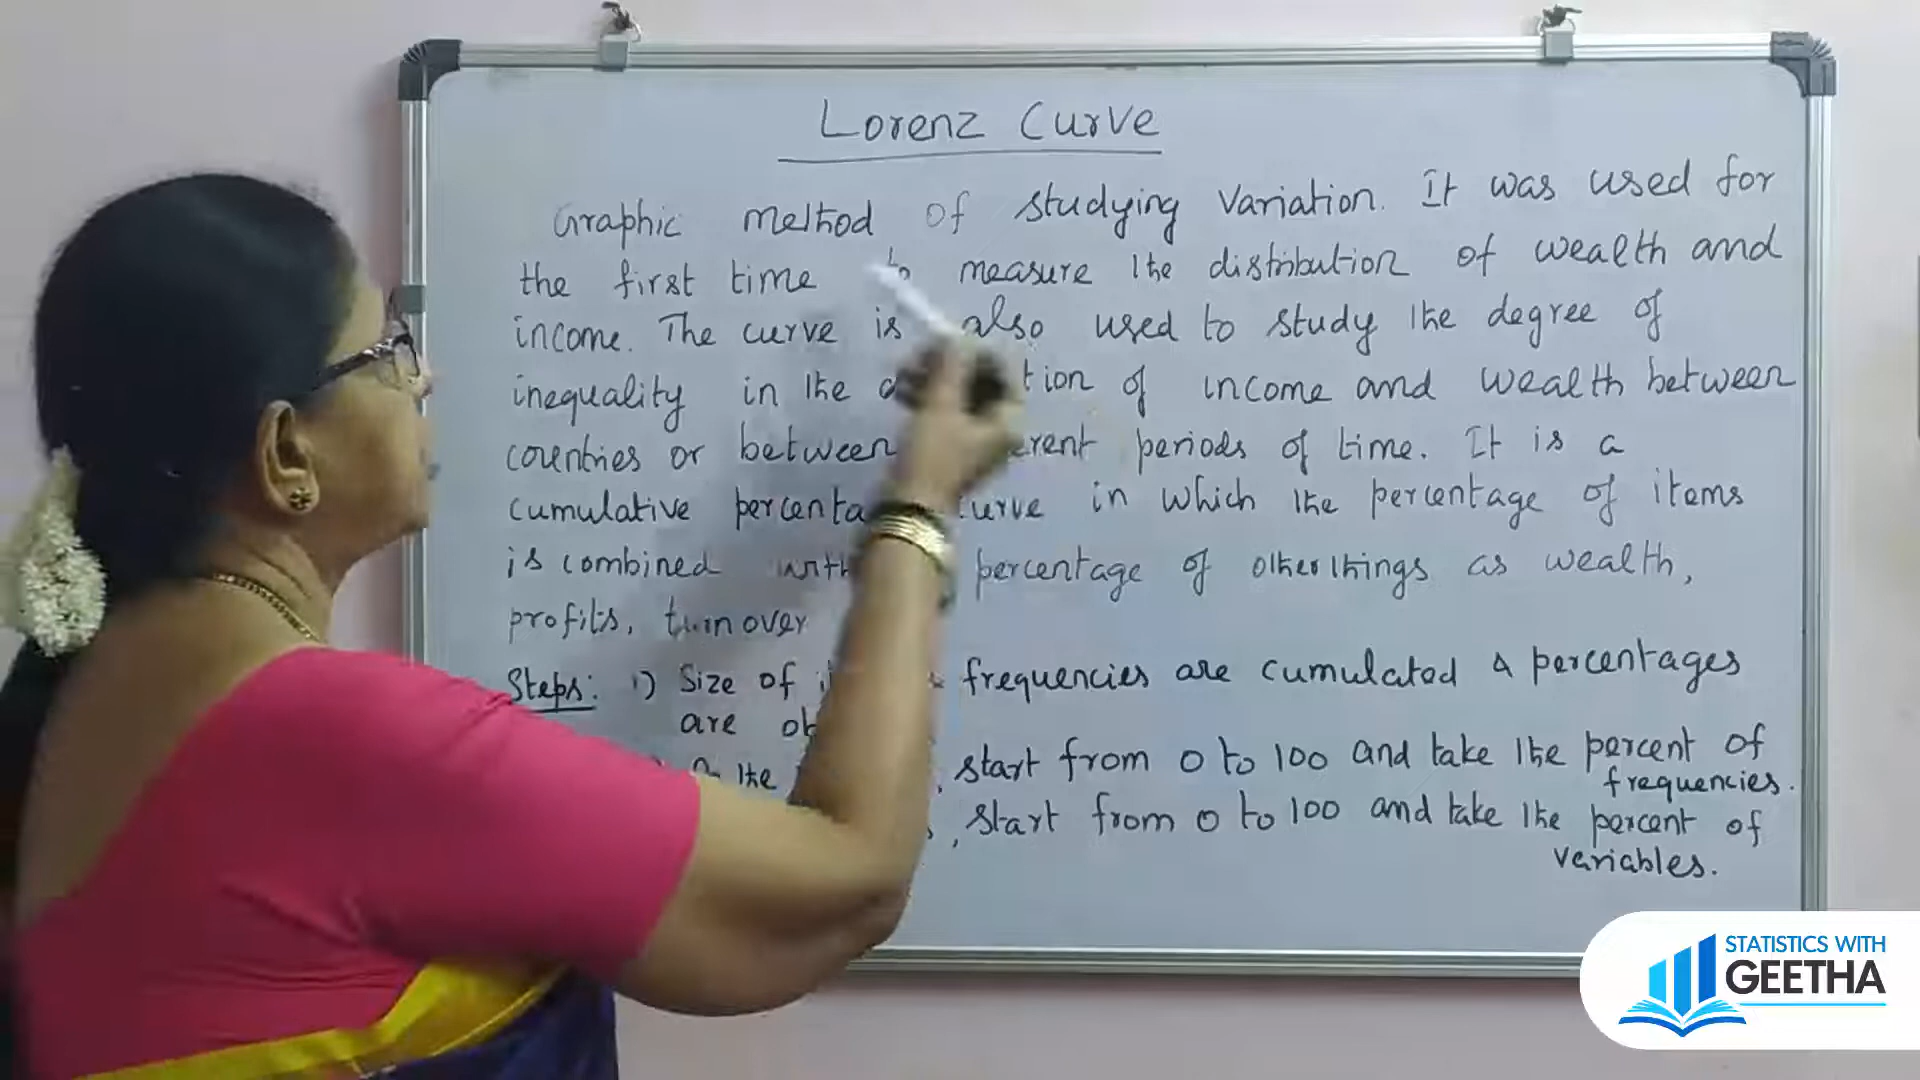 Lorenz Curve
Graphic method of studying variation. It was used for
the first time to measure the distribution of wealth and
income. The curve is also used to study the degree of
inequality in the of income and wealth between
countries or between periods of time. It is a
cumulative curve in which the percentage of items
is combined with percentage of other things as wealth,
profits, turnover
Steps: 1) Size of frequencies are cumulated & percentages
are
the start from 0 to 100 and take the percent of
frequencies.
, start from 0 to 100 and take the percent of
variables.
STATISTICS WITH
GEETHA